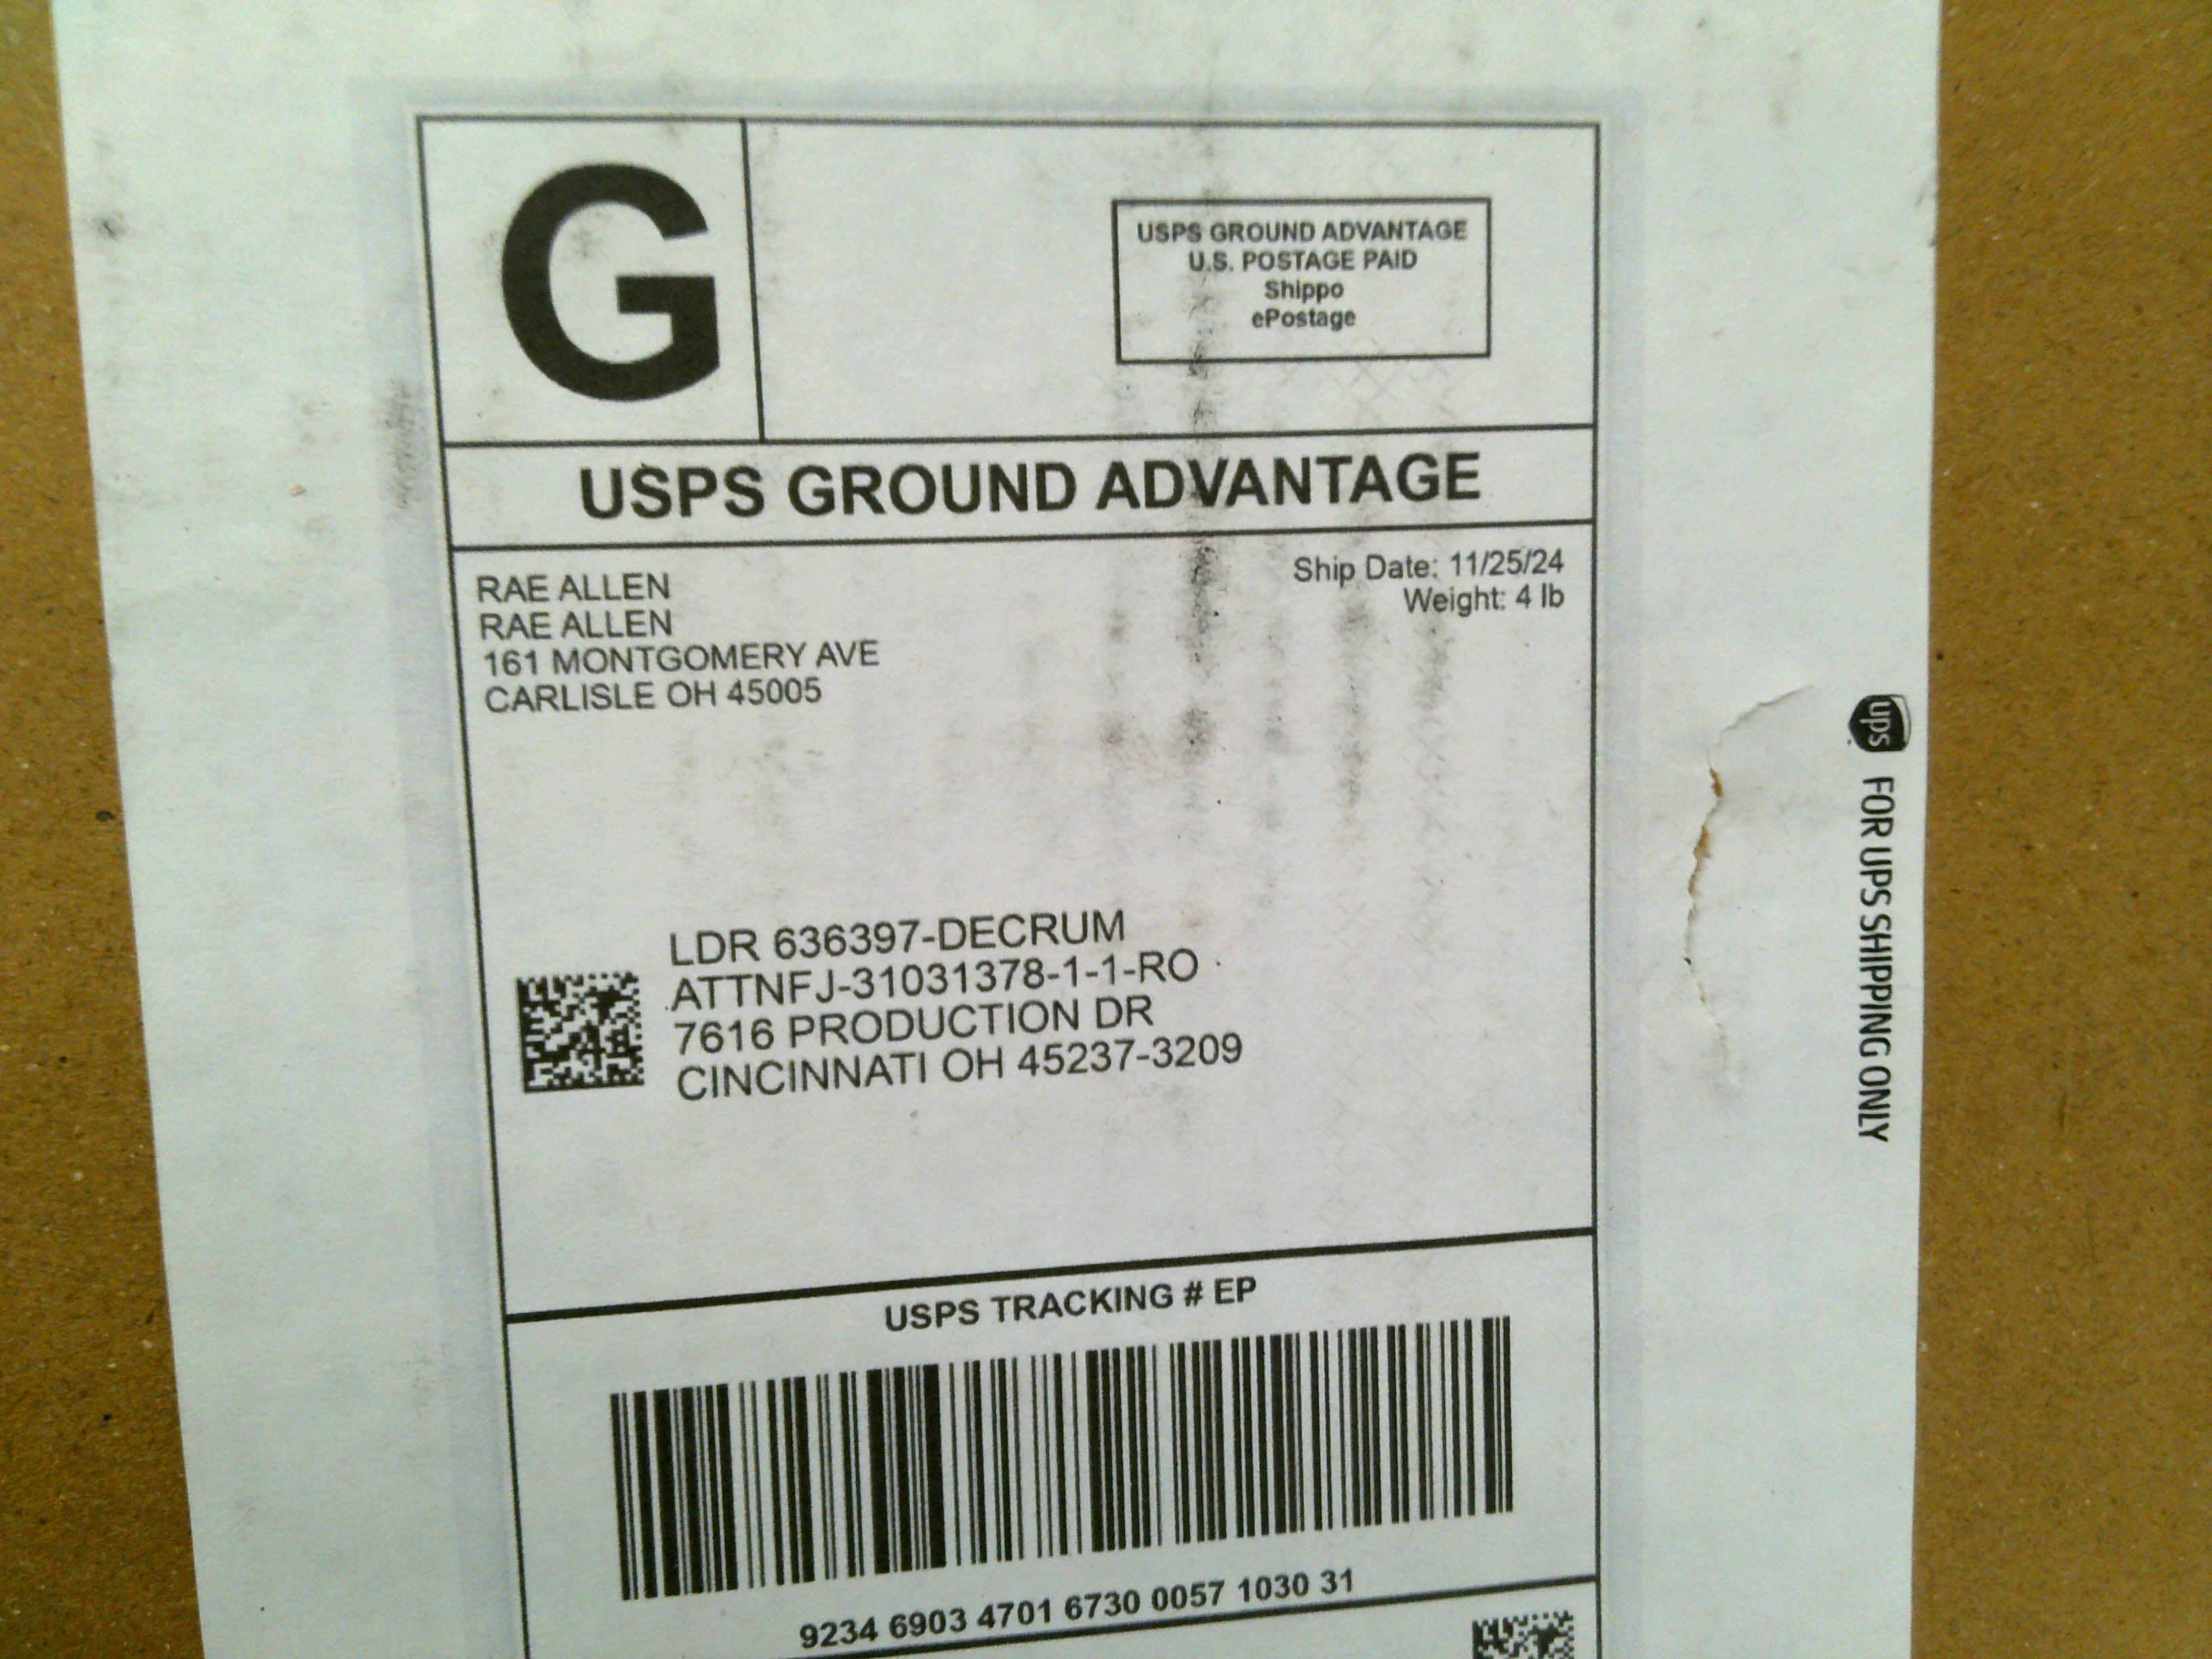 G
USPS GROUND ADVANTAGE
U.S. POSTAGE PAID
Shippo
ePostage
USPS GROUND ADVANTAGE
RAE ALLEN
RAE ALLEN
161 MONTGOMERY AVE
CARLISLE OH 45005
Ship Date: 11/25/24
Weight: 4 lb
LDR 636397-DECRUM
ATTNFJ-31031378-1-1-RO
7616 PRODUCTION DR
CINCINNATI OH 45237-3209
USPS TRACKING # EP
9234 6903 4701 6730 0057 1030 31
ups FOR UPS SHIPPING ONLY